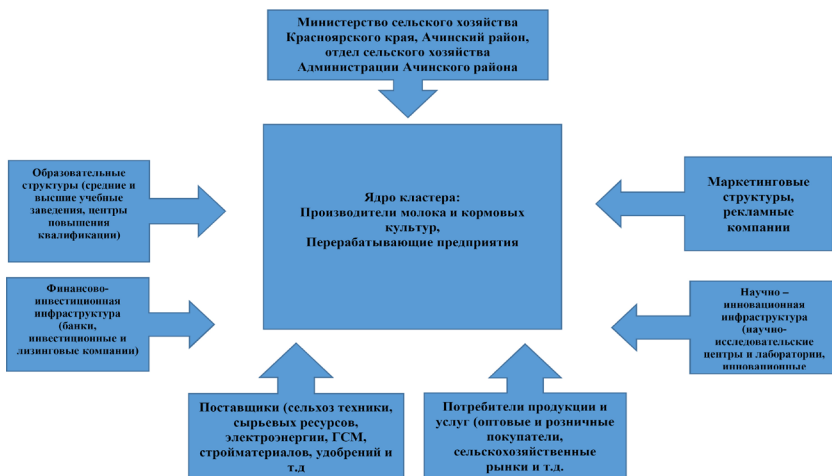 Министерство сельского хозяйства
Красноярского края, Ачинский район,
отдел сельского хозяйства
Администрации Ачинского района
Образовательные
структуры (средние и
высшие учебные
заведения, центры
повышения
квалификации)
Ядро кластера:
Производители молока и кормовых
культур,
Перерабатывающие предприятия
Маркетинговые
структуры,
рекламные
компании
Финансово-
инвестиционная
инфраструктура
(банки,
инвестиционные и
лизинговые компании)
Научно –
инновационная
инфраструктура
(научно-
исследовательские
центры и лаборатории,
инновационные
Поставщики (сельхоз техники,
сырьевых ресурсов,
электроэнергии, ГСМ,
стройматериалов, удобрений и
т.д
Потребители продукции и
услуг (оптовые и розничные
покупатели,
сельскохозяйственные
рынки и т.д.